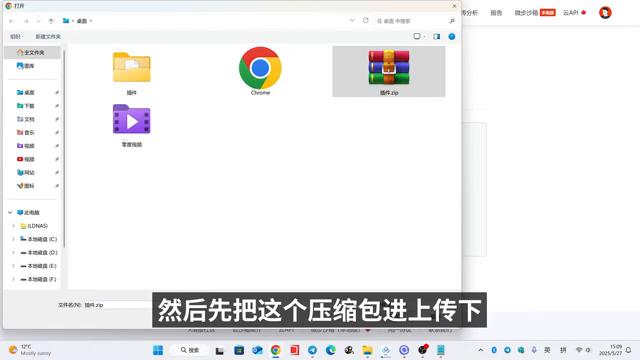 打开
桌面
在 桌面 中搜索
组织
新建文件夹
主文件夹
图库
桌面
下载
文档
音乐
视频
视频
网站
图标
此电脑
(LDNAS)
本地磁盘 (C:)
本地磁盘 (D:)
本地磁盘 (E:)
本地磁盘 (F:)
插件
Chrome
插件.zip
零度视频
文件名(N):
插件.zip
报告
微步沙箱
云API
然后先把这个压缩包进上传下
12°C
Mostly sunny
搜索
英
拼
15:09
2025/5/27